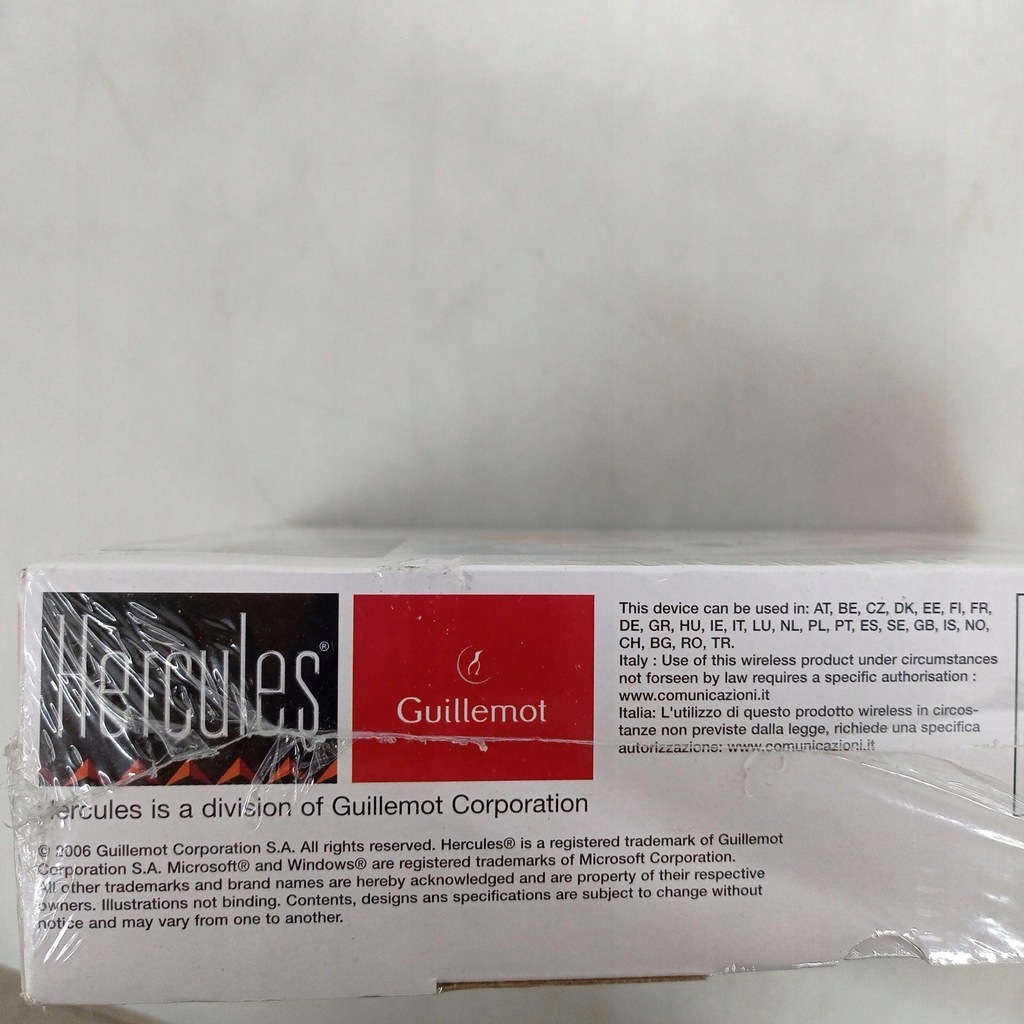 Hercules®
Guillemot
This device can be used in: AT, BE, CZ, DK, EE, FI, FR,
DE, GR, HU, IE, IT, LU, NL, PL, PT, ES, SE, GB, IS, NO,
CH, BG, RO, TR.
Italy : Use of this wireless product under circumstances
not forseen by law requires a specific authorisation :
www.comunicazioni.it
Italia: L'utilizzo di questo prodotto wireless in circos-
tanze non previste dalla legge, richiede una specifica
autorizzazione: www.comunicazioni.it
Hercules is a division of Guillemot Corporation
© 2006 Guillemot Corporation S.A. All rights reserved. Hercules® is a registered trademark of Guillemot
Corporation S.A. Microsoft® and Windows® are registered trademarks of Microsoft Corporation.
All other trademarks and brand names are hereby acknowledged and are property of their respective
owners. Illustrations not binding. Contents, designs ans specifications are subject to change without
notice and may vary from one to another.